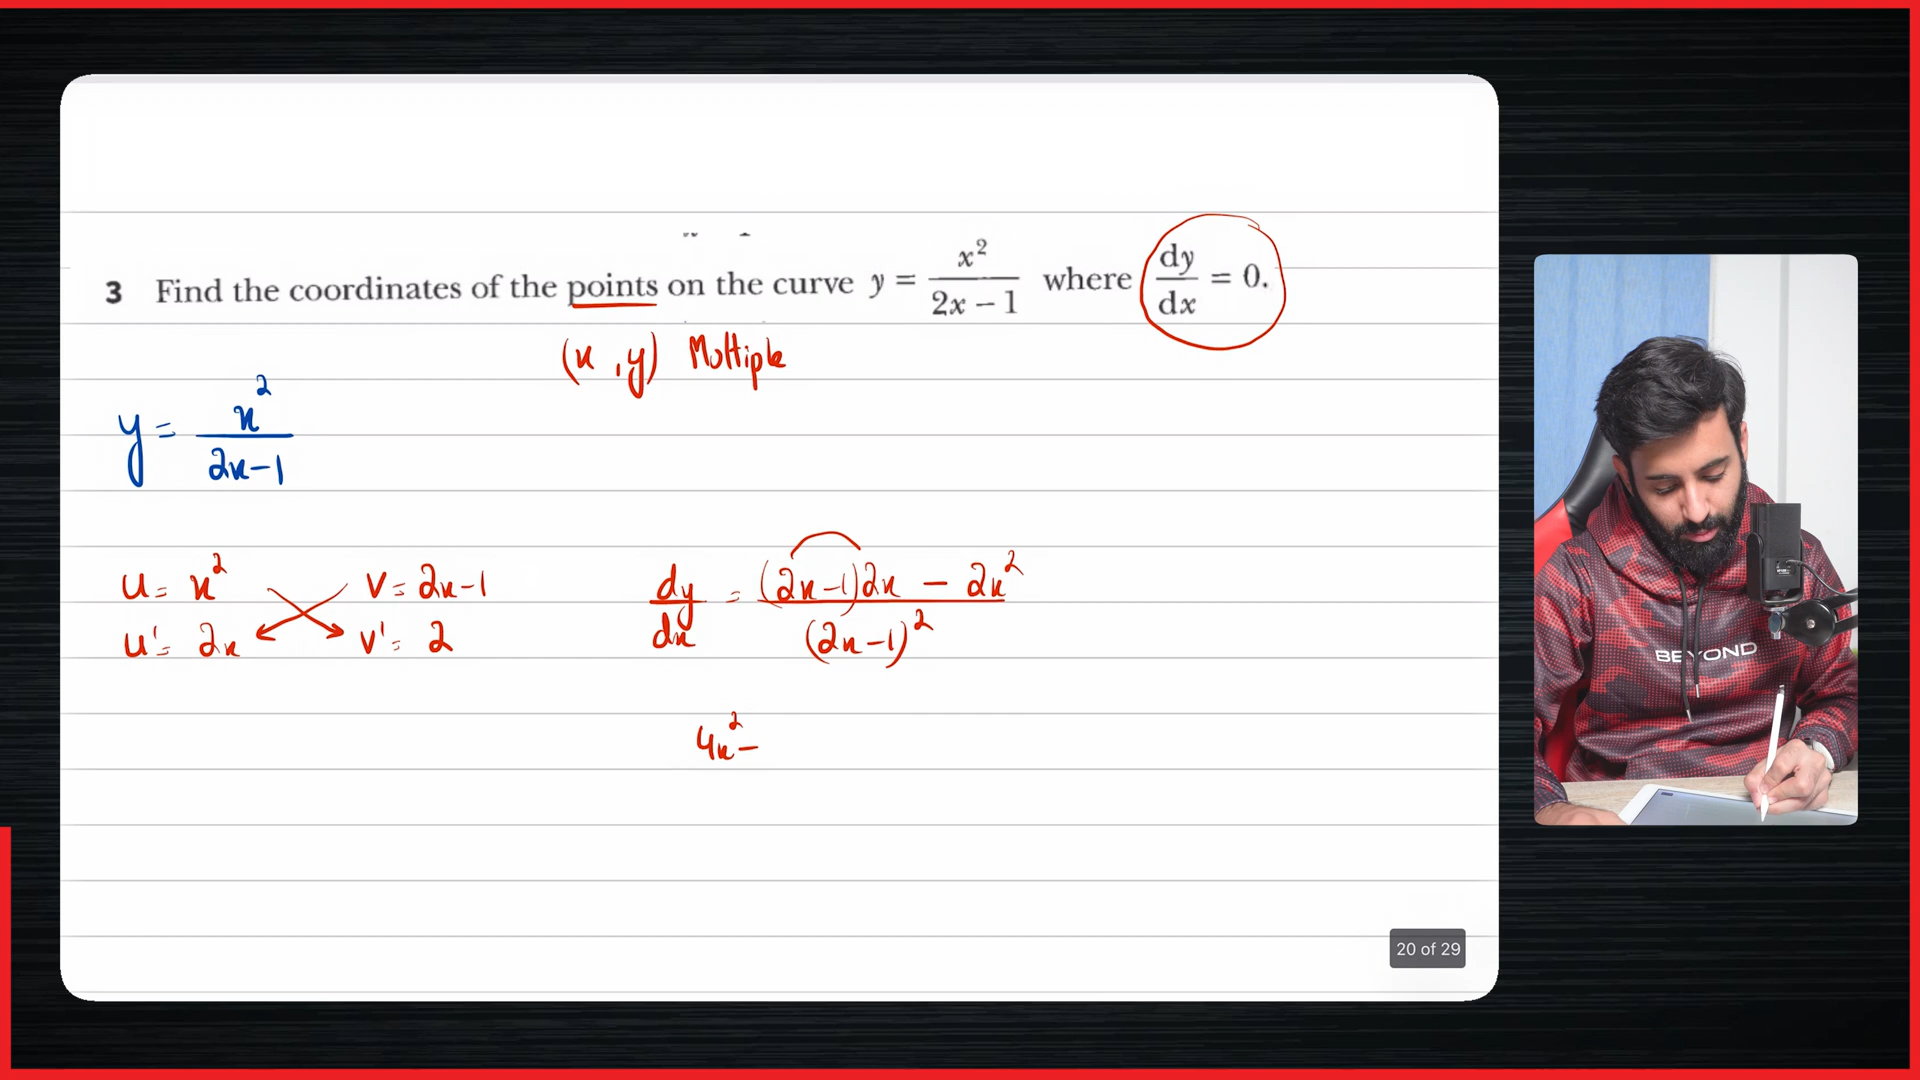 3 Find the coordinates of the points on the curve y = x² / (2x − 1) where dy/dx = 0.
(x , y) Multiple
y = x² / 2x-1
u = x² v = 2x-1
u' = 2x v' = 2
dy/dx = (2x-1)2x - 2x² / (2x-1)²
4x² -
BEYOND
20 of 29